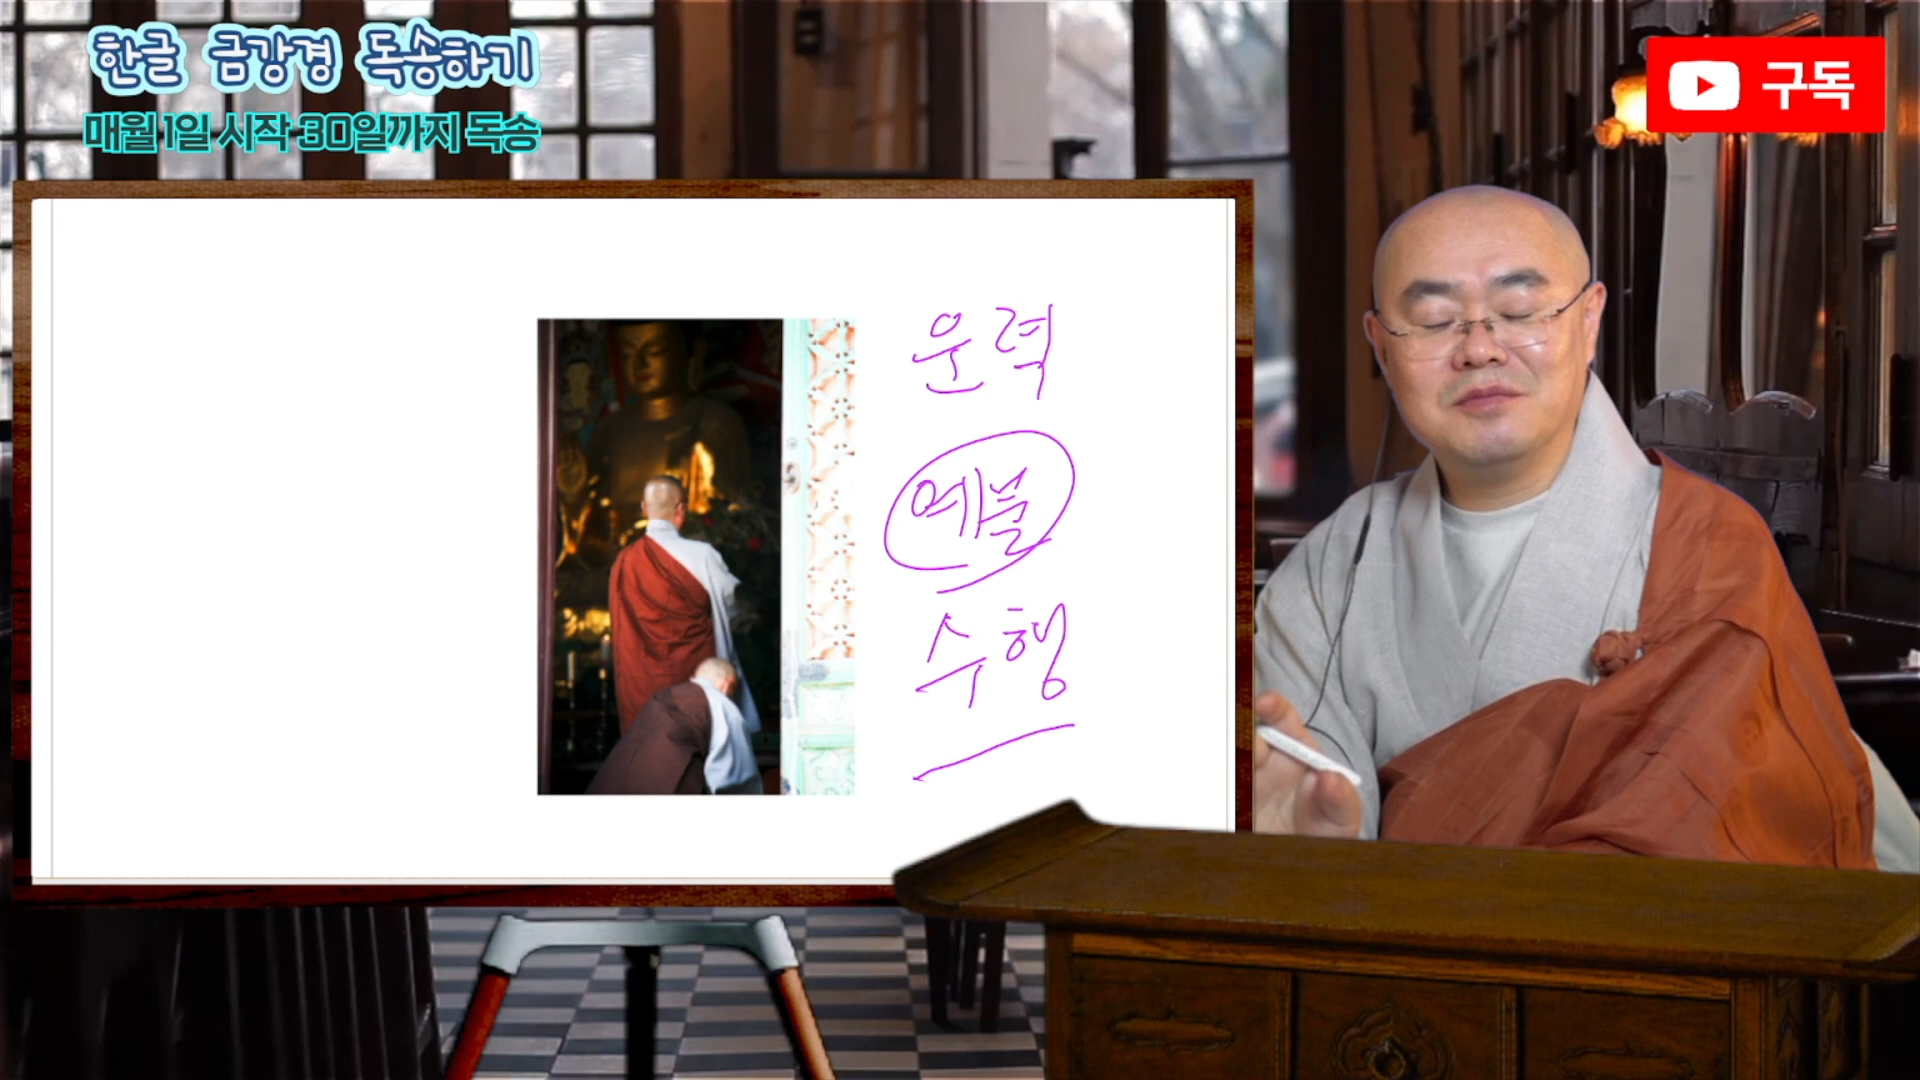 한글 금강경 독송하기
매월 1일 시작 30일까지 독송
구독
운력
예불
수행